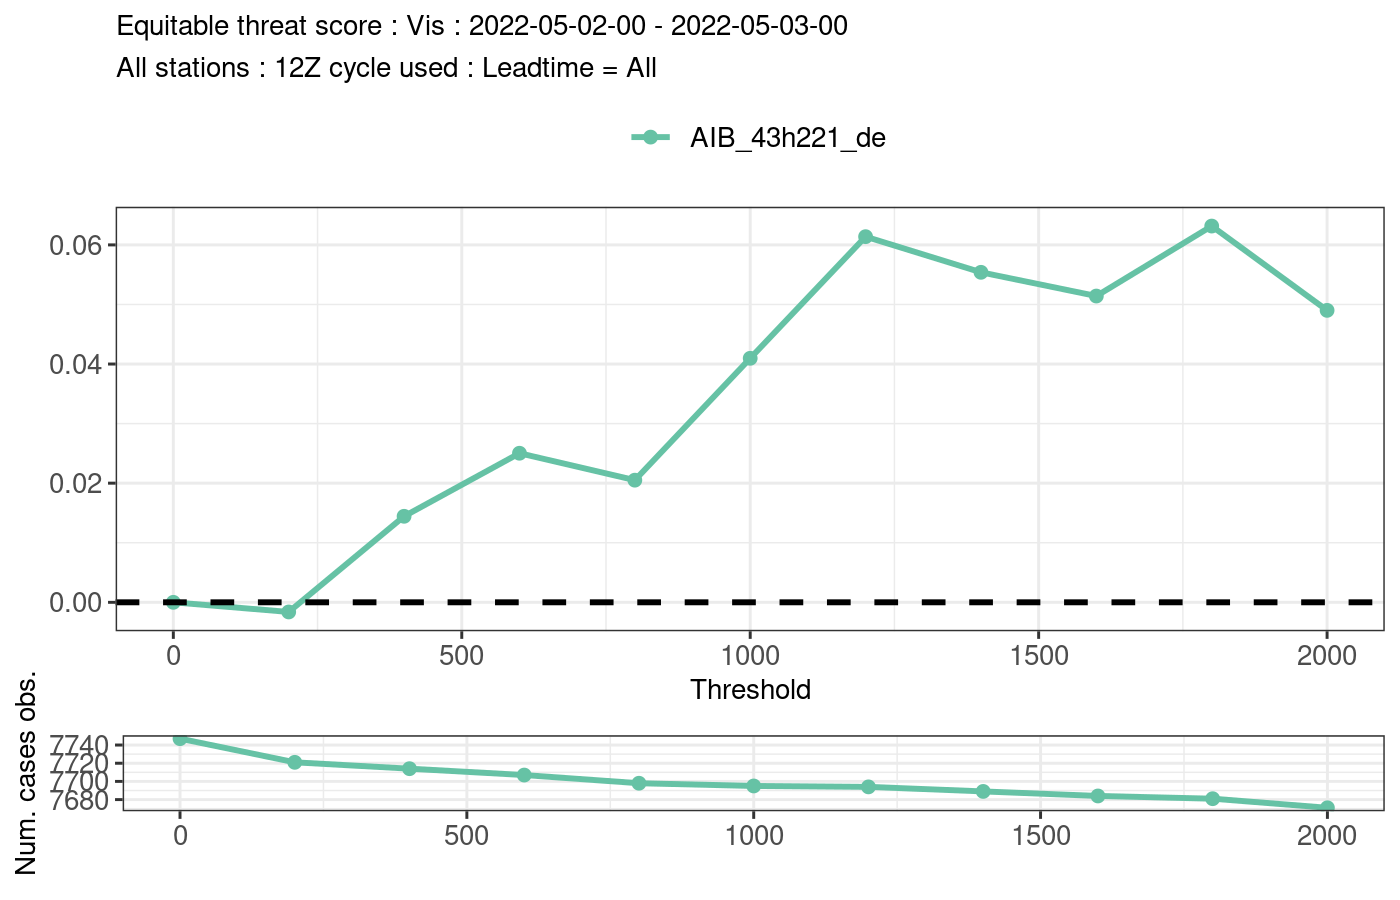 Equitable threat score : Vis : 2022-05-02-00 - 2022-05-03-00
All stations : 12Z cycle used : Leadtime = All
AIB_43h221_de
0.06
0.04
0.02
0.00
0 500 1000 1500 2000
Threshold
Num. cases obs.
7740
7720
7700
7680
0 500 1000 1500 2000